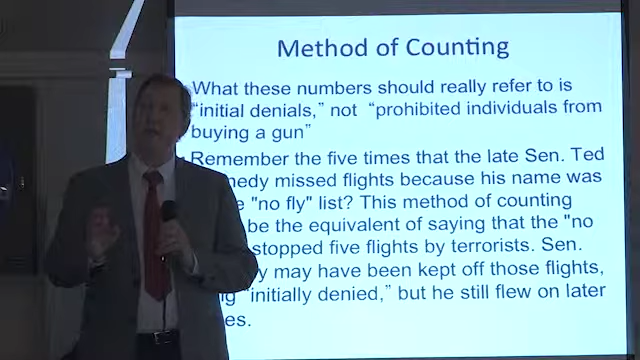 Method of Counting
What these numbers should really refer to is
"initial denials," not "prohibited individuals from
buying a gun"
Remember the five times that the late Sen. Ted
missed flights because his name was
"no fly" list? This method of counting
be the equivalent of saying that the "no
stopped five flights by terrorists. Sen.
may have been kept off those flights,
"initially denied," but he still flew on later